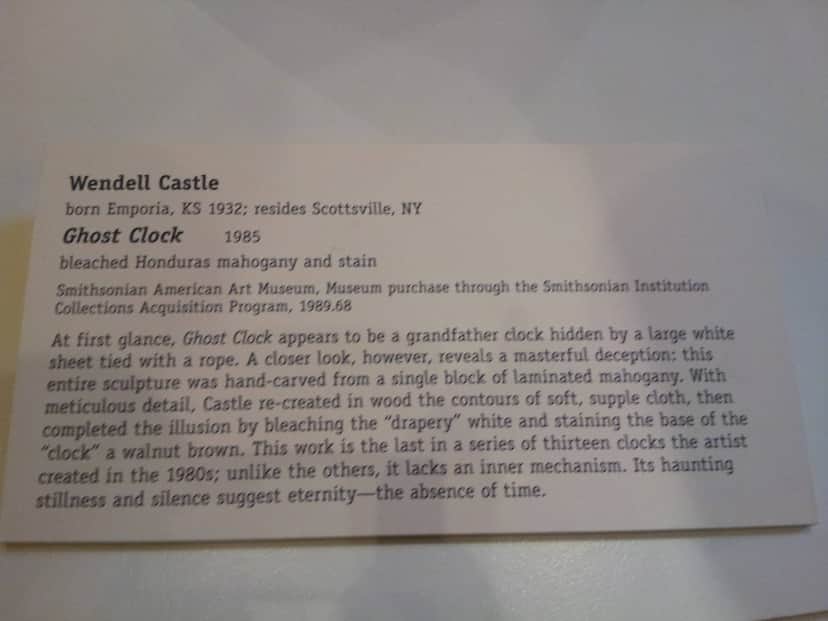 Wendell Castle
born Emporia, KS 1932; resides Scottsville, NY
Ghost Clock 1985
bleached Honduras mahogany and stain
Smithsonian American Art Museum, Museum purchase through the Smithsonian Institution
Collections Acquisition Program, 1989.68
At first glance, Ghost Clock appears to be a grandfather clock hidden by a large white
sheet tied with a rope. A closer look, however, reveals a masterful deception: this
entire sculpture was hand-carved from a single block of laminated mahogany. With
meticulous detail, Castle re-created in wood the contours of soft, supple cloth, then
completed the illusion by bleaching the “drapery” white and staining the base of the
“clock” a walnut brown. This work is the last in a series of thirteen clocks the artist
created in the 1980s; unlike the others, it lacks an inner mechanism. Its haunting
stillness and silence suggest eternity—the absence of time.